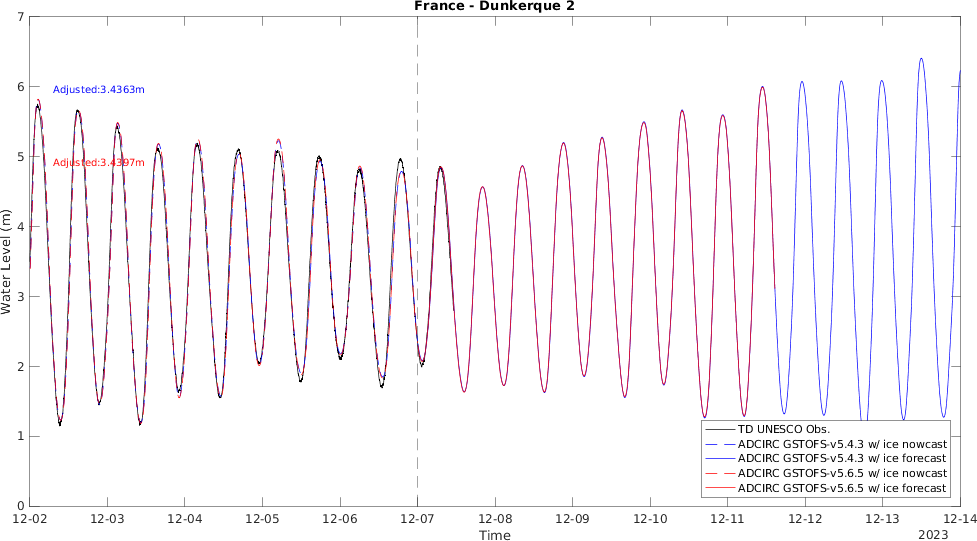 France - Dunkerque 2
Adjusted:3.4363m
Adjusted:3.4397m
Water Level (m)
7
6
5
4
3
2
1
0
TD UNESCO Obs.
ADCIRC GSTOFS-v5.4.3 w/ ice nowcast
ADCIRC GSTOFS-v5.4.3 w/ ice forecast
ADCIRC GSTOFS-v5.6.5 w/ ice nowcast
ADCIRC GSTOFS-v5.6.5 w/ ice forecast
12-02 12-03 12-04 12-05 12-06 12-07 12-08 12-09 12-10 12-11 12-12 12-13 12-14
Time
2023